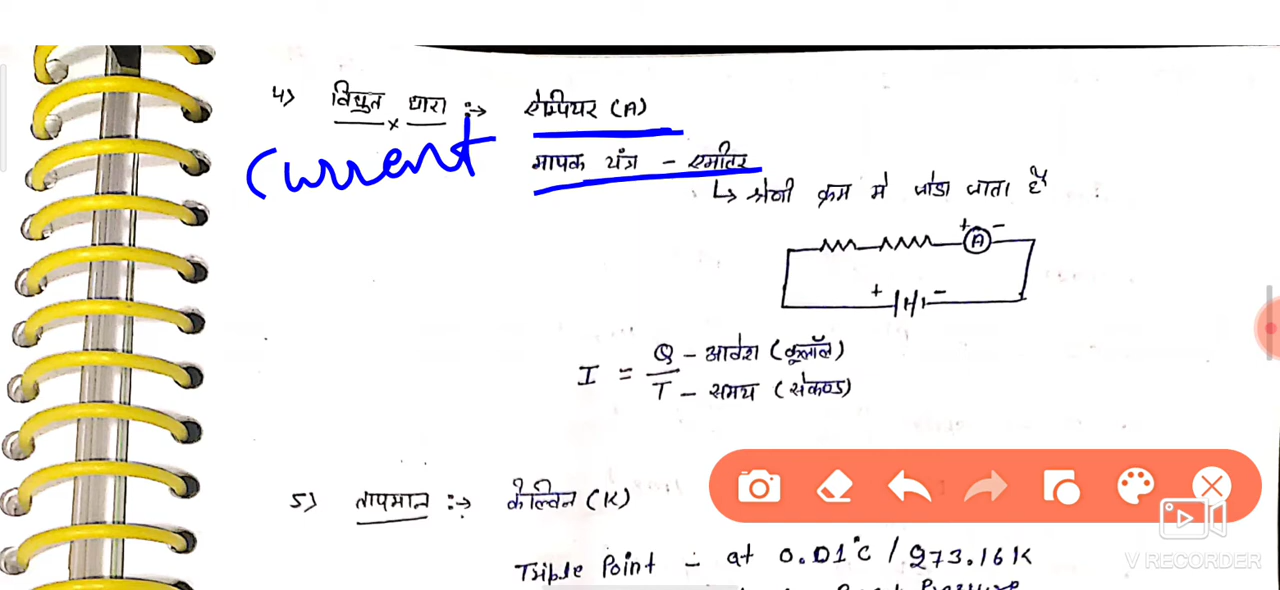 4) विधुत धारा :→ ऐम्पियर (A)
Current
मापक यंत्र - एमीटर
↳ श्रेनी क्रम मे जोडा जाता है
+ -
A
+ -
I = Q/T
Q - आवेश (कूलॉम)
T - समय (सेकण्ड)
5) तापमान :→ केल्विन (K)
Triple Point - at 0.01°C / 273.16K
V RECORDER